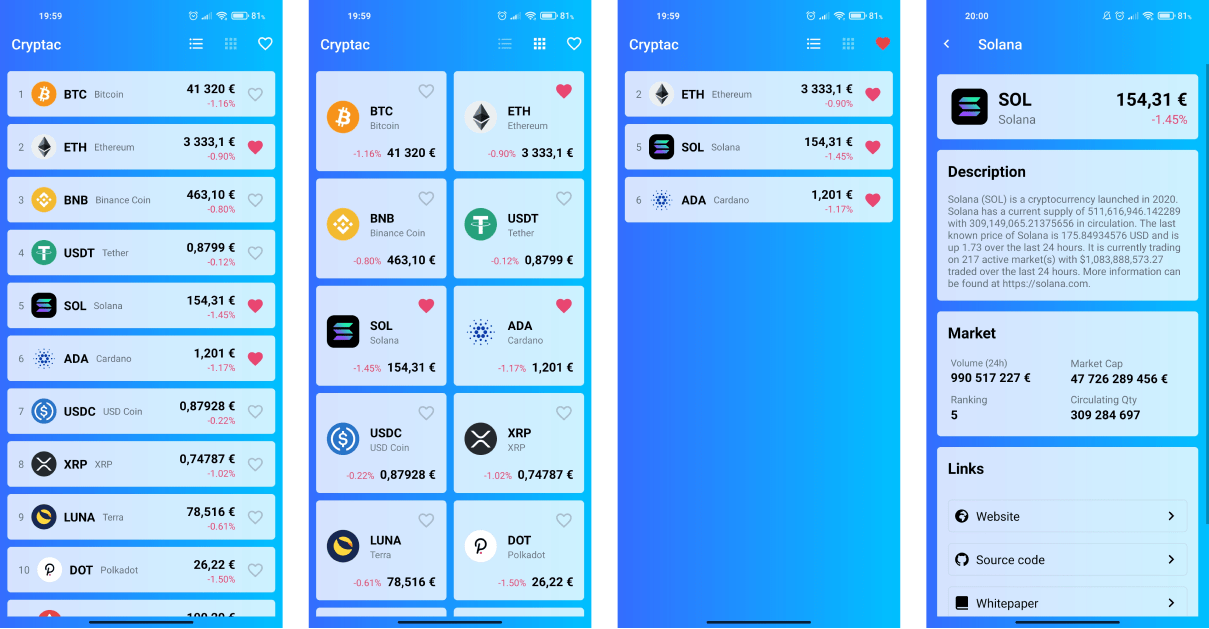 19:59
81%
Cryptac
1 BTC Bitcoin 41 320 €
-1.16%
2 ETH Ethereum 3 333,1 €
-0.90%
3 BNB Binance Coin 463,10 €
-0.80%
4 USDT Tether 0,8799 €
-0.12%
5 SOL Solana 154,31 €
-1.45%
6 ADA Cardano 1,201 €
-1.17%
7 USDC USD Coin 0,87928 €
-0.22%
8 XRP XRP 0,74787 €
-1.02%
9 LUNA Terra 78,516 €
-0.61%
10 DOT Polkadot 26,22 €
-1.50%
19:59
81%
Cryptac
BTC
Bitcoin
-1.16% 41 320 €
ETH
Ethereum
-0.90% 3 333,1 €
BNB
Binance Coin
-0.80% 463,10 €
USDT
Tether
-0.12% 0,8799 €
SOL
Solana
-1.45% 154,31 €
ADA
Cardano
-1.17% 1,201 €
USDC
USD Coin
-0.22% 0,87928 €
XRP
XRP
-1.02% 0,74787 €
LUNA
Terra
-0.61% 78,516 €
DOT
Polkadot
-1.50% 26,22 €
19:59
81%
Cryptac
2 ETH Ethereum 3 333,1 €
-0.90%
5 SOL Solana 154,31 €
-1.45%
6 ADA Cardano 1,201 €
-1.17%
20:00
81%
Solana
SOL 154,31 €
Solana -1.45%
Description
Solana (SOL) is a cryptocurrency launched in 2020.
Solana has a current supply of 511,616,946.142289
with 309,149,065.21375656 in circulation. The last
known price of Solana is 175.84934576 USD and is
up 1.73 over the last 24 hours. It is currently trading
on 217 active market(s) with $1,083,888,573.27
traded over the last 24 hours. More information can
be found at https://solana.com.
Market
Volume (24h) Market Cap
990 517 227 € 47 726 289 456 €
Ranking Circulating Qty
5 309 284 697
Links
Website
Source code
Whitepaper